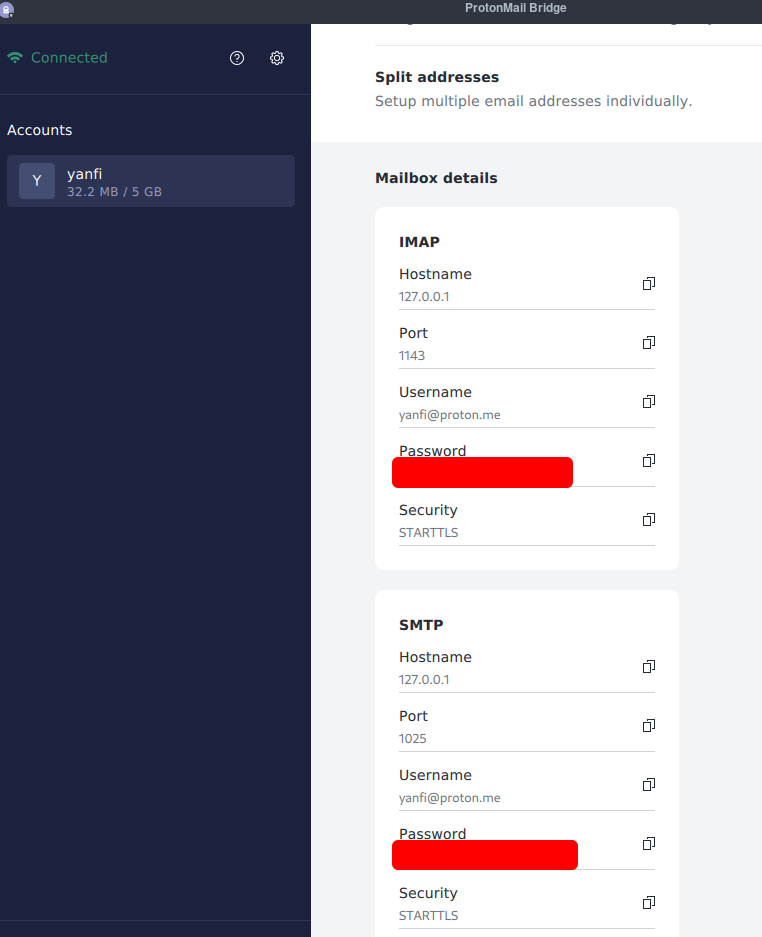 ProtonMail Bridge
Connected
Accounts
Y
yanfi
32.2 MB / 5 GB
Split addresses
Setup multiple email addresses individually.
Mailbox details
IMAP
Hostname
127.0.0.1
Port
1143
Username
yanfi@proton.me
Password
Security
STARTTLS
SMTP
Hostname
127.0.0.1
Port
1025
Username
yanfi@proton.me
Password
Security
STARTTLS